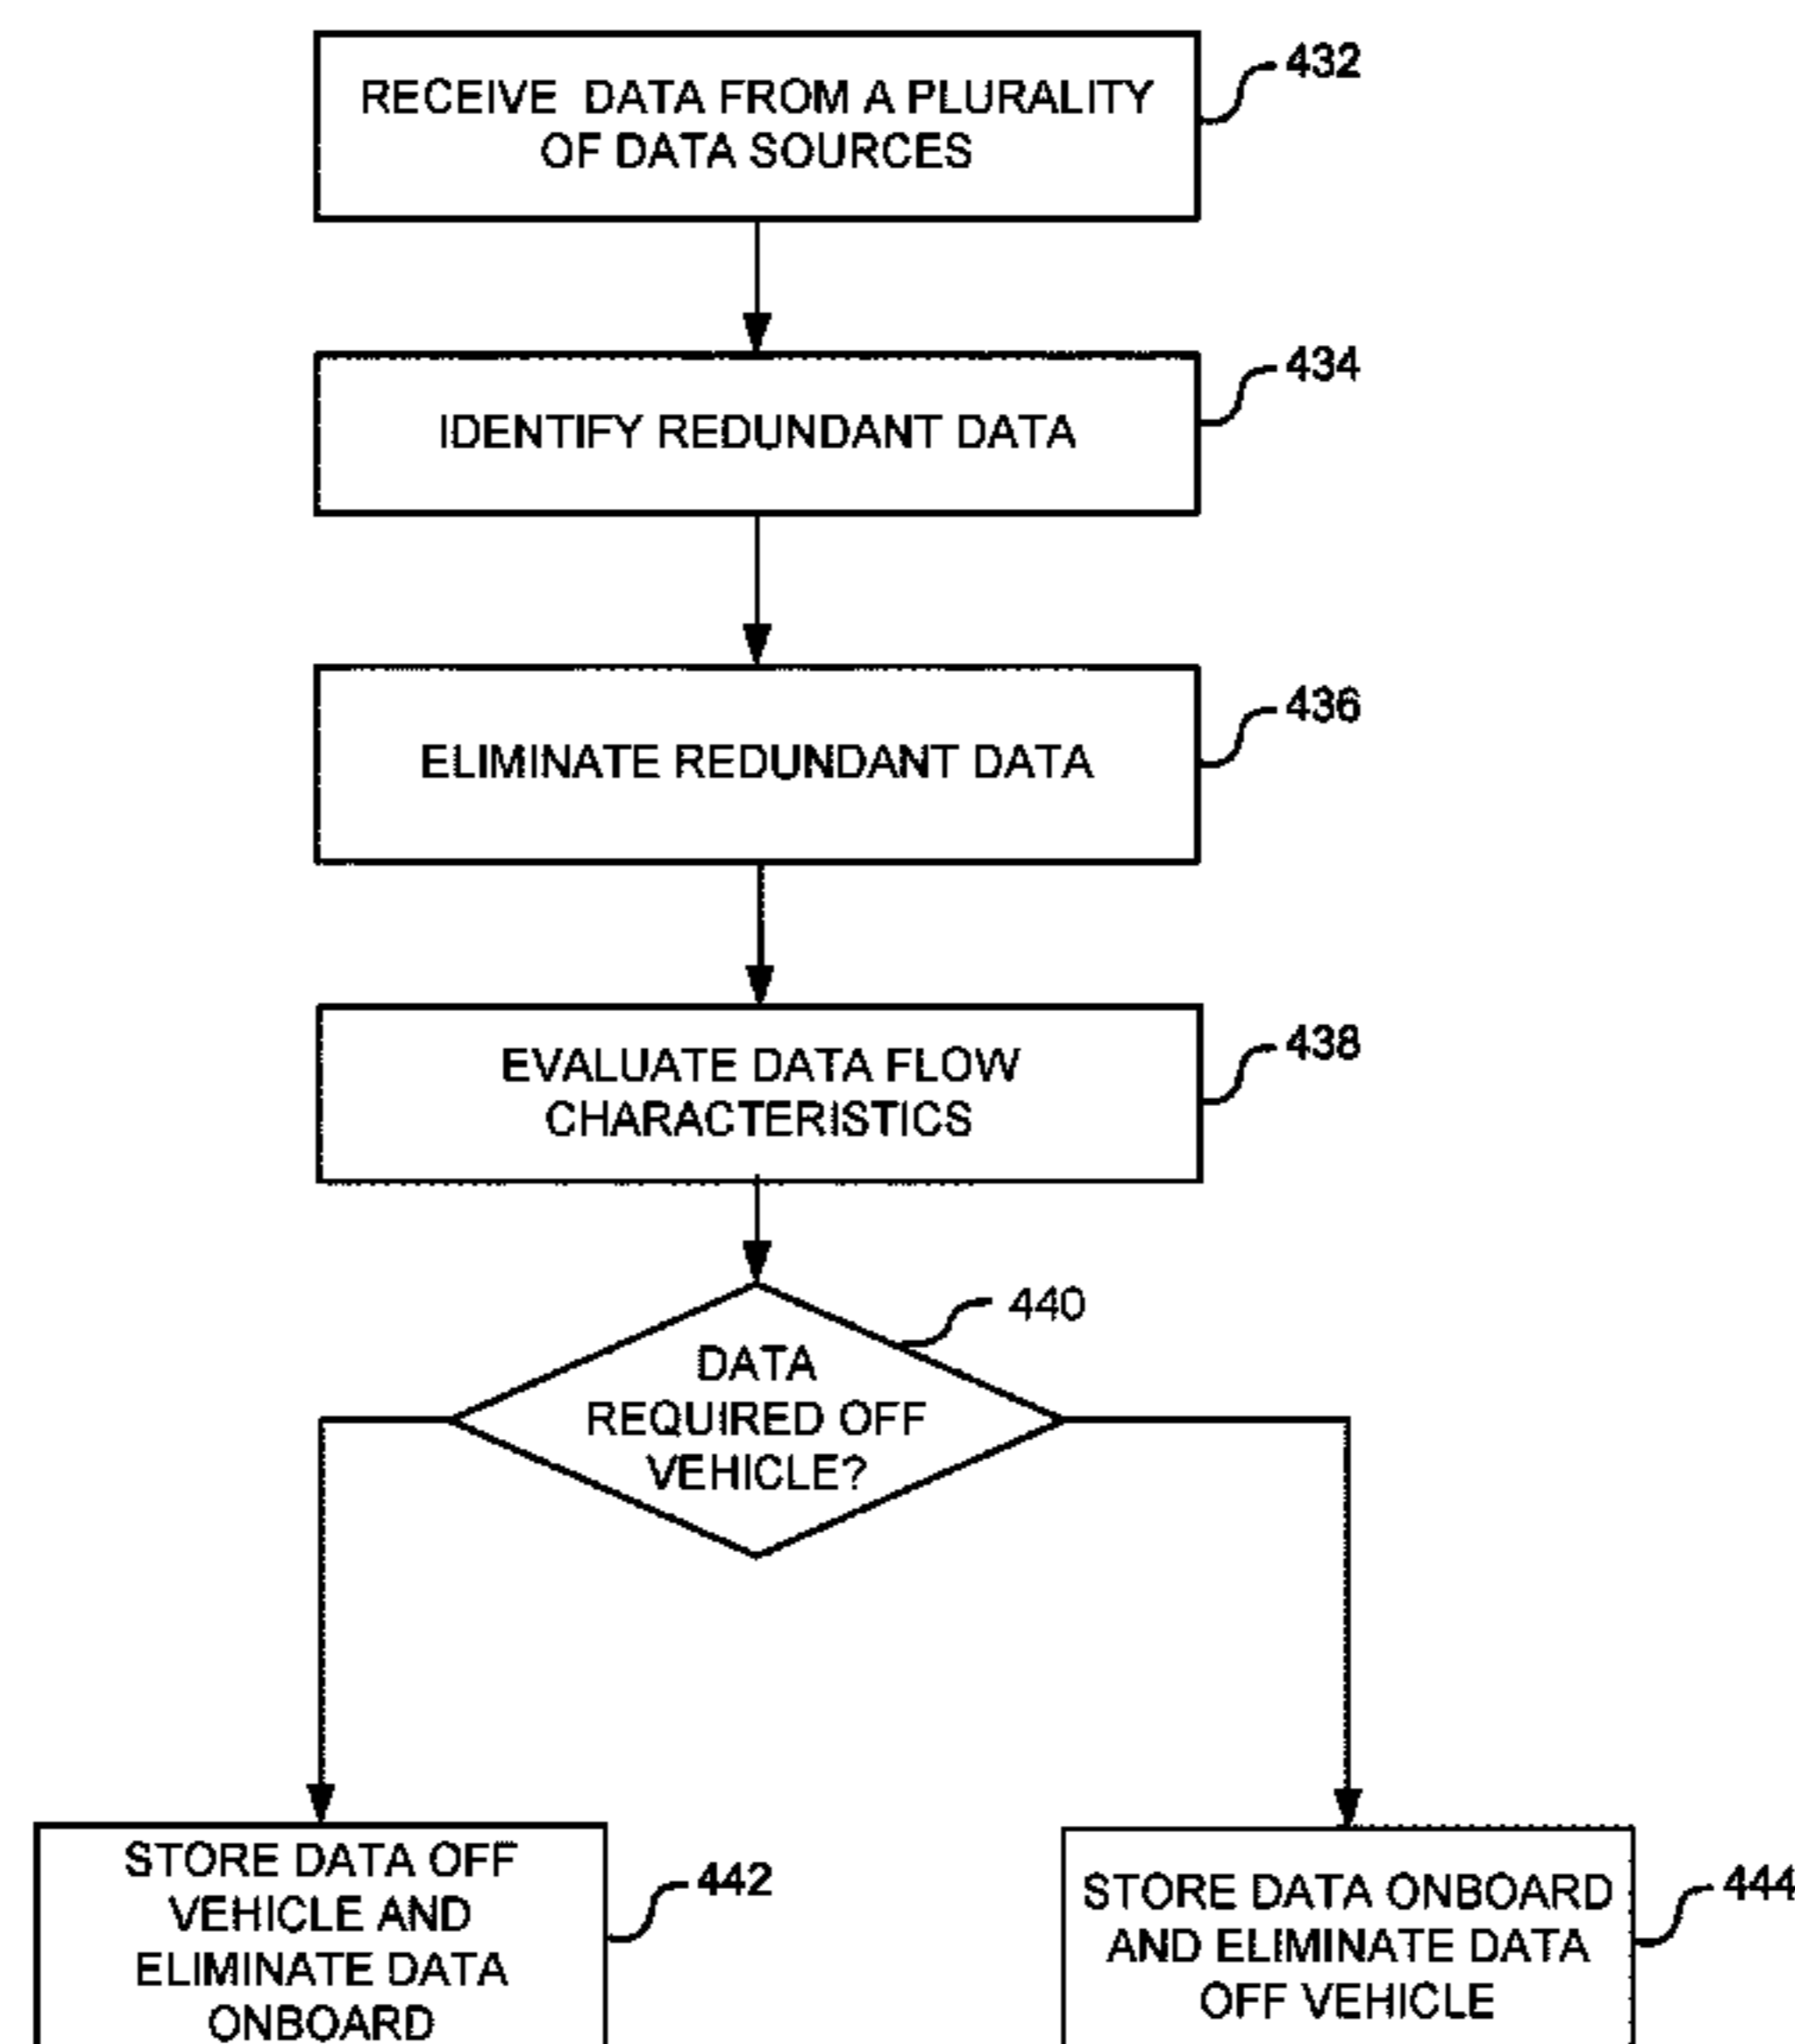 RECEIVE DATA FROM A PLURALITY
OF DATA SOURCES
432
IDENTIFY REDUNDANT DATA
434
ELIMINATE REDUNDANT DATA
436
EVALUATE DATA FLOW
CHARACTERISTICS
438
DATA
REQUIRED OFF
VEHICLE?
440
STORE DATA OFF
VEHICLE AND
ELIMINATE DATA
ONBOARD
442
STORE DATA ONBOARD
AND ELIMINATE DATA
OFF VEHICLE
444